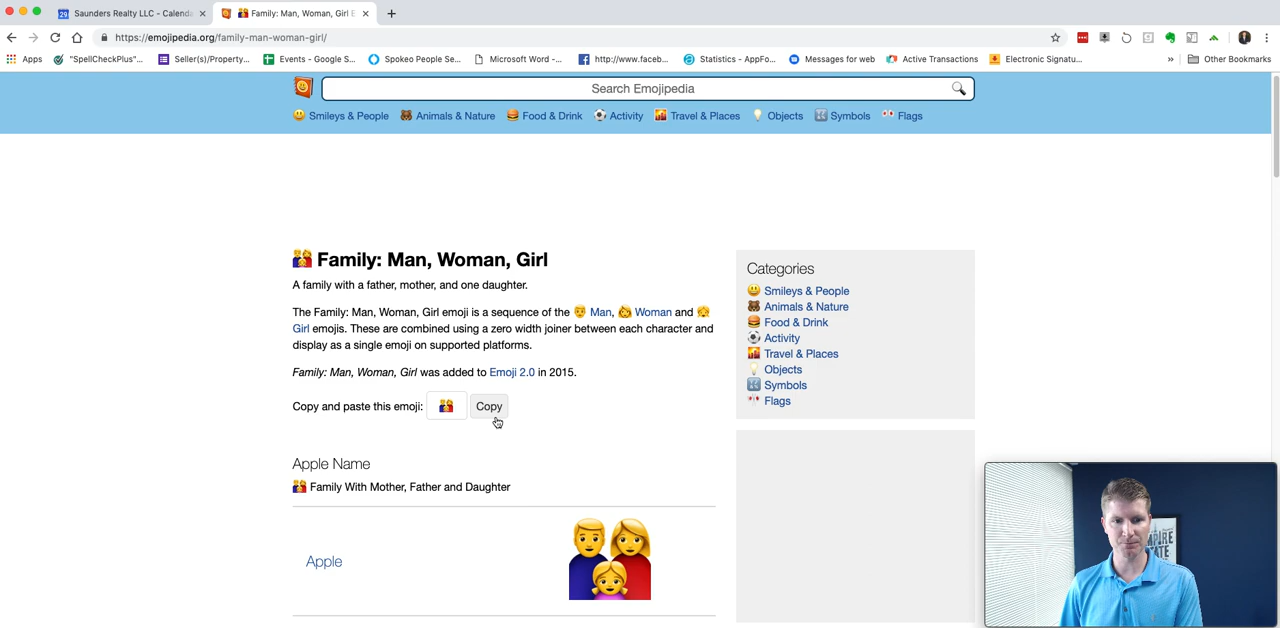 Saunders Realty LLC - Calenda
Family: Man, Woman, Girl E
https://emojipedia.org/family-man-woman-girl/
Apps
"SpellCheckPlus"...
Seller(s)/Property...
Events - Google S...
Spokeo People Se...
Microsoft Word -...
http://www.faceb...
Statistics - AppFo...
Messages for web
Active Transactions
Electronic Signatu...
»
Other Bookmarks
Search Emojipedia
Smileys & People
Animals & Nature
Food & Drink
Activity
Travel & Places
Objects
Symbols
Flags
Family: Man, Woman, Girl
A family with a father, mother, and one daughter.
The Family: Man, Woman, Girl emoji is a sequence of the Man, Woman and
Girl emojis. These are combined using a zero width joiner between each character and
display as a single emoji on supported platforms.
Family: Man, Woman, Girl was added to Emoji 2.0 in 2015.
Copy and paste this emoji: Copy
Apple Name
Family With Mother, Father and Daughter
Apple
Categories
Smileys & People
Animals & Nature
Food & Drink
Activity
Travel & Places
Objects
Symbols
Flags
STATE